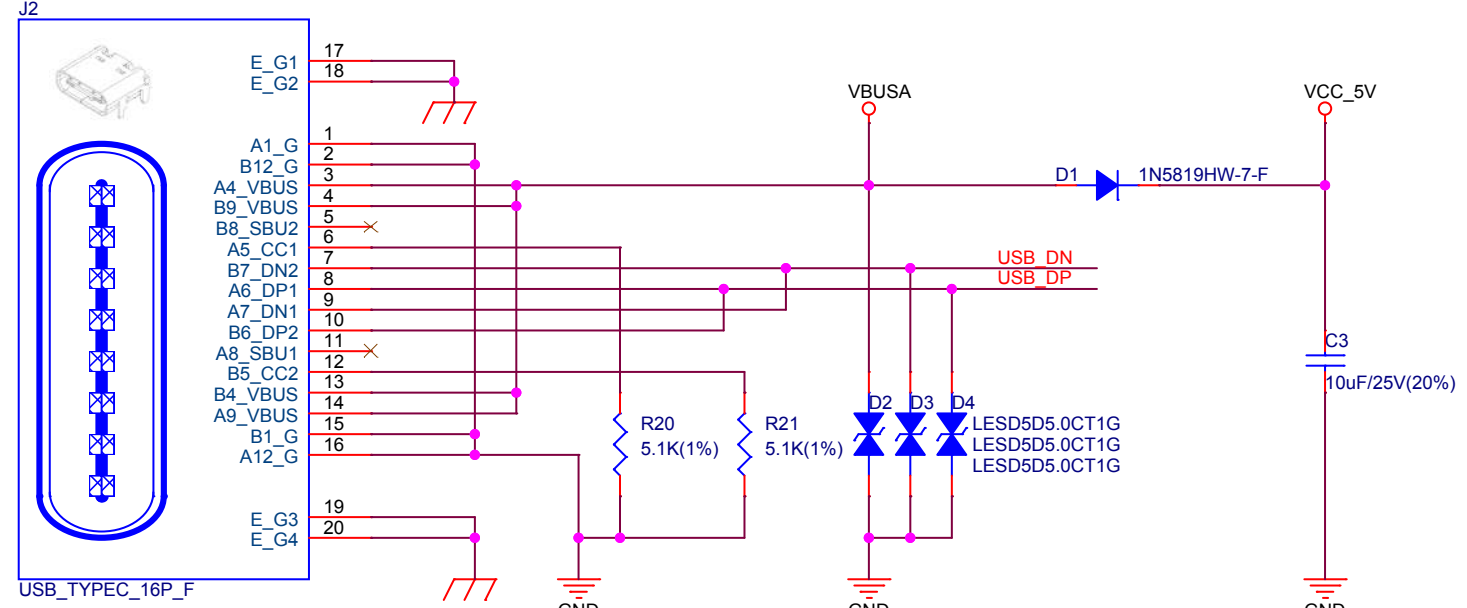 J2
E_G1 17
E_G2 18
A1_G 1
B12_G 2
A4_VBUS 3
B9_VBUS 4
B8_SBU2 5
A5_CC1 6
B7_DN2 7
A6_DP1 8
A7_DN1 9
B6_DP2 10
A8_SBU1 11
B5_CC2 12
B4_VBUS 13
A9_VBUS 14
B1_G 15
A12_G 16
E_G3 19
E_G4 20
USB_TYPEC_16P_F
VBUSA
VCC_5V
D1 1N5819HW-7-F
USB_DN
USB_DP
C3
10uF/25V(20%)
R20
5.1K(1%)
R21
5.1K(1%)
D2 D3 D4
LESD5D5.0CT1G
LESD5D5.0CT1G
LESD5D5.0CT1G
GND
GND
GND